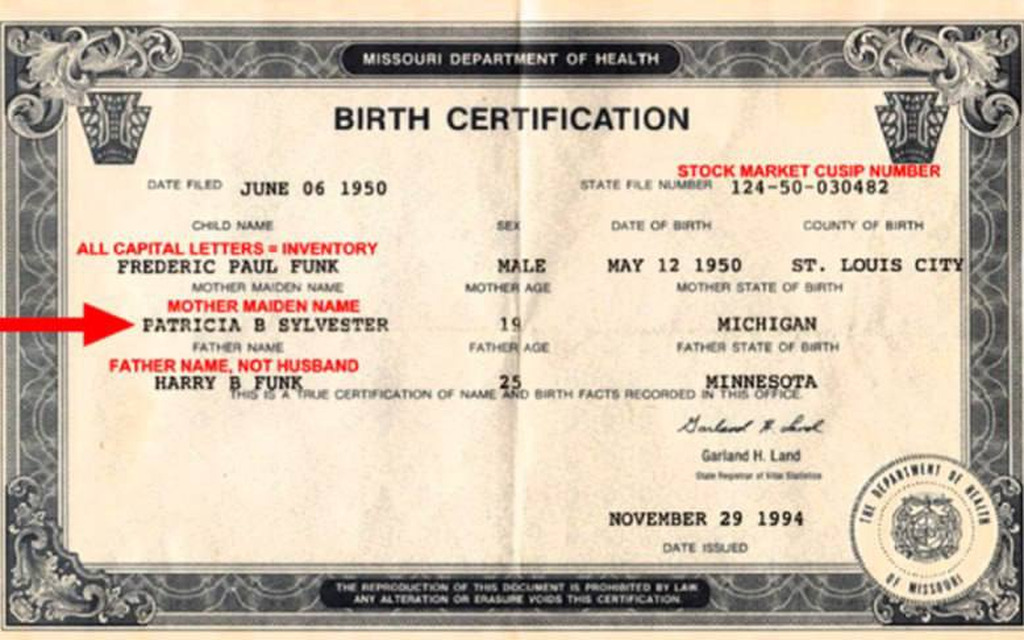 MISSOURI DEPARTMENT OF HEALTH
BIRTH CERTIFICATION
STOCK MARKET CUSIP NUMBER
DATE FILED JUNE 06 1950 STATE FILE NUMBER 124-50-030482
CHILD NAME SEX DATE OF BIRTH COUNTY OF BIRTH
ALL CAPITAL LETTERS = INVENTORY
FREDERIC PAUL FUNK MALE MAY 12 1950 ST. LOUIS CITY
MOTHER MAIDEN NAME MOTHER AGE MOTHER STATE OF BIRTH
MOTHER MAIDEN NAME
PATRICIA B SYLVESTER 19 MICHIGAN
FATHER NAME FATHER AGE FATHER STATE OF BIRTH
FATHER NAME, NOT HUSBAND
HARRY B FUNK 25 MINNESOTA
THIS IS A TRUE CERTIFICATION OF NAME AND BIRTH FACTS RECORDED IN THIS OFFICE.
Garland H. Land
Garland H. Land
State Registrar of Vital Statistics
THE DEPARTMENT OF HEALTH
OF MISSOURI
NOVEMBER 29 1994
DATE ISSUED
THE REPRODUCTION OF THIS DOCUMENT IS PROHIBITED BY LAW
ANY ALTERATION OR ERASURE VOIDS THIS CERTIFICATION.